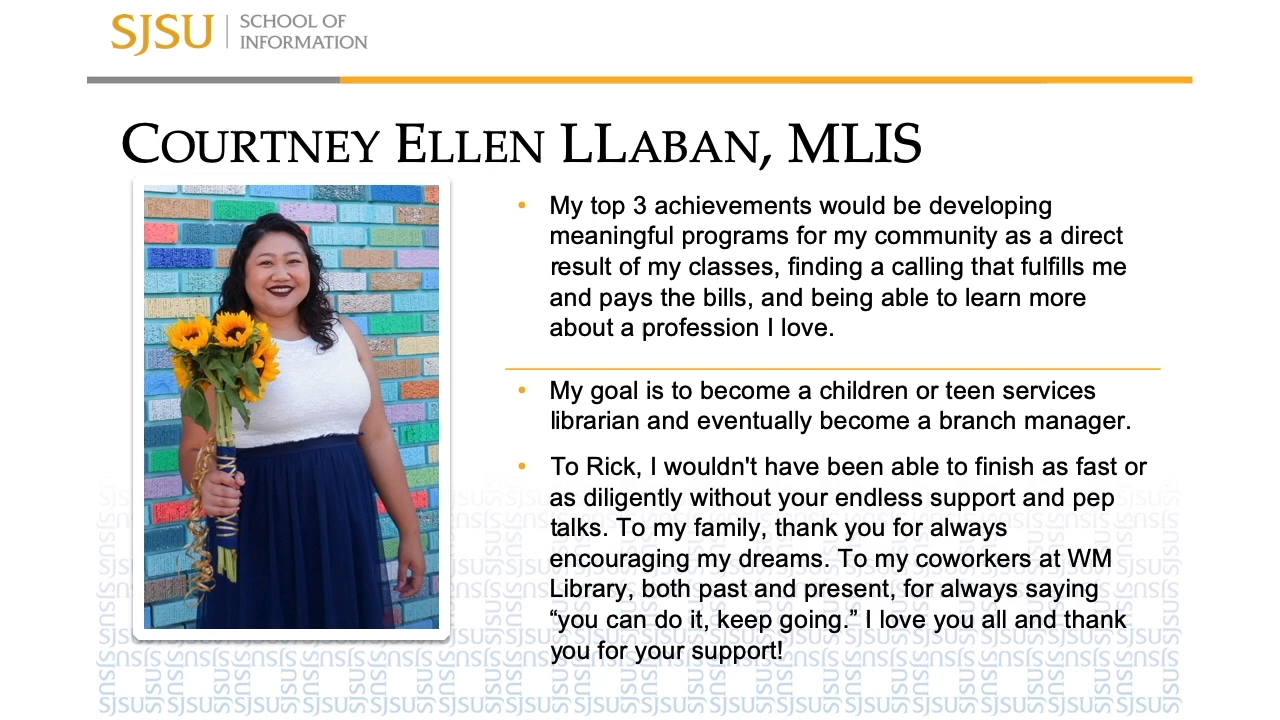 SJSU SCHOOL OF
INFORMATION
COURTNEY ELLEN LLABAN, MLIS
• My top 3 achievements would be developing
meaningful programs for my community as a direct
result of my classes, finding a calling that fulfills me
and pays the bills, and being able to learn more
about a profession I love.
• My goal is to become a children or teen services
librarian and eventually become a branch manager.
• To Rick, I wouldn't have been able to finish as fast or
as diligently without your endless support and pep
talks. To my family, thank you for always
encouraging my dreams. To my coworkers at WM
Library, both past and present, for always saying
“you can do it, keep going.” I love you all and thank
you for your support!